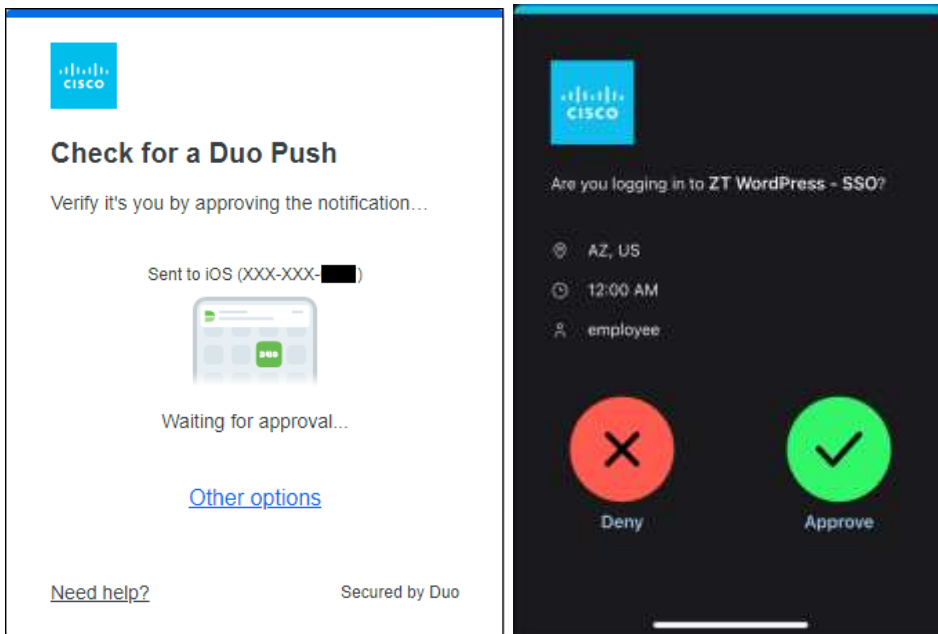 CISCO
Check for a Duo Push
Verify it's you by approving the notification…
Sent to iOS (XXX-XXX- )
DUO
Waiting for approval...
Other options
Need help?
Secured by Duo
CISCO
Are you logging in to ZT WordPress - SSO?
AZ, US
12:00 AM
employee
Deny
Approve